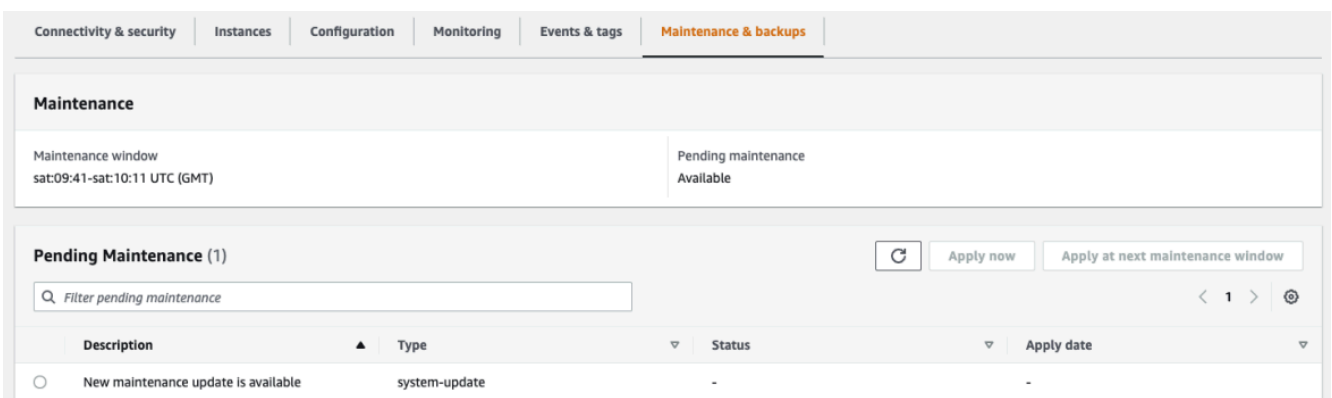 Connectivity & security Instances Configuration Monitoring Events & tags Maintenance & backups
Maintenance
Maintenance window Pending maintenance
sat:09:41-sat:10:11 UTC (GMT) Available
Pending Maintenance (1) Apply now Apply at next maintenance window
Filter pending maintenance 1
Description Type Status Apply date
New maintenance update is available system-update - -